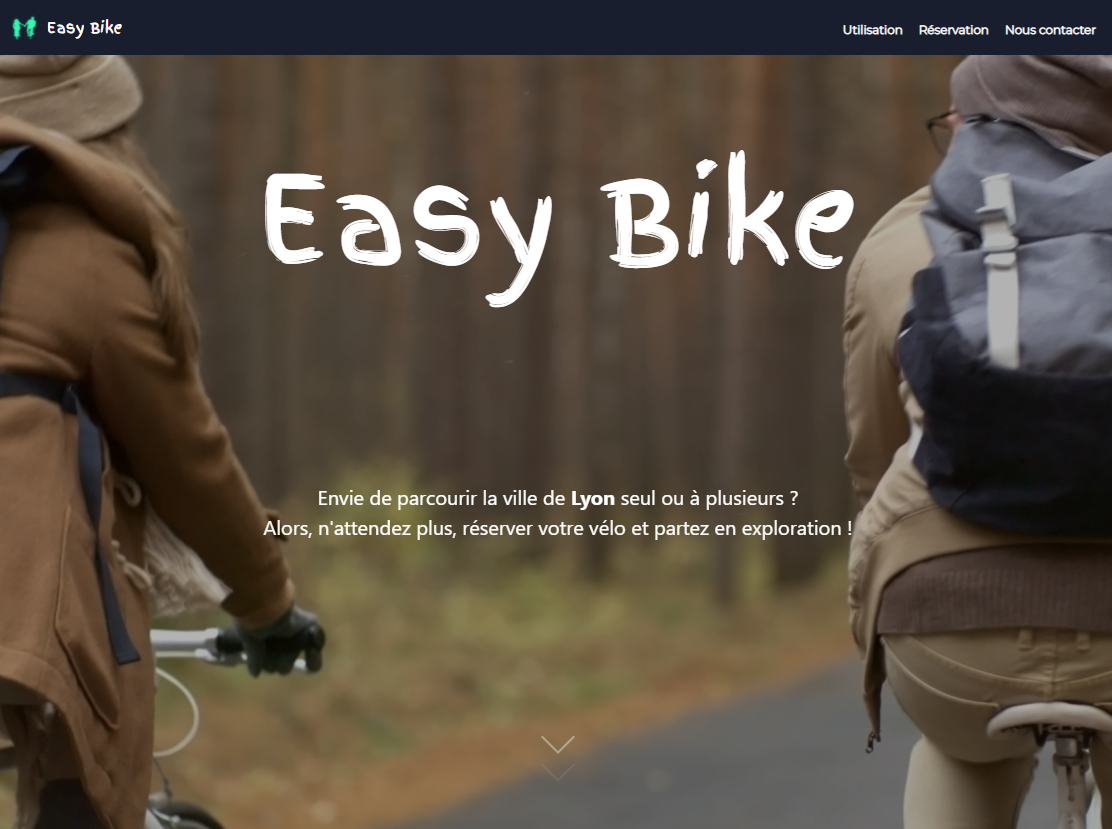 Easy Bike
Utilisation Réservation Nous contacter
Easy Bike
Envie de parcourir la ville de Lyon seul ou à plusieurs ?
Alors, n'attendez plus, réserver votre vélo et partez en exploration !